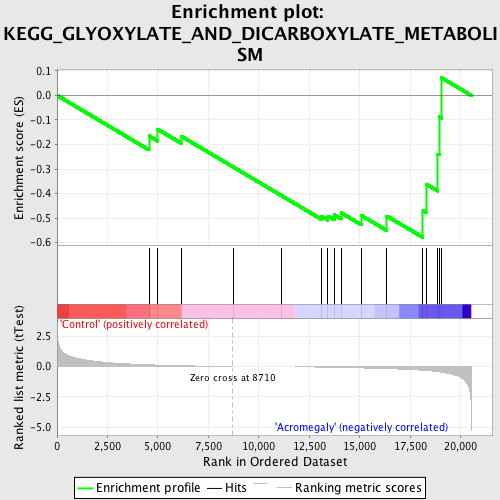 Enrichment plot:
KEGG_GLYOXYLATE_AND_DICARBOXYLATE_METABOLI
SM
Enrichment score (ES)
0.1
0.0
-0.1
-0.2
-0.3
-0.4
-0.5
-0.6
Ranked list metric (tTest)
2.5
0.0
-2.5
-5.0
'Control' (positively correlated)
Zero cross at 8710
'Acromegaly' (negatively correlated)
0
2,500
5,000
7,500
10,000
12,500
15,000
17,500
20,000
Rank in Ordered Dataset
Enrichment profile
Hits
Ranking metric scores